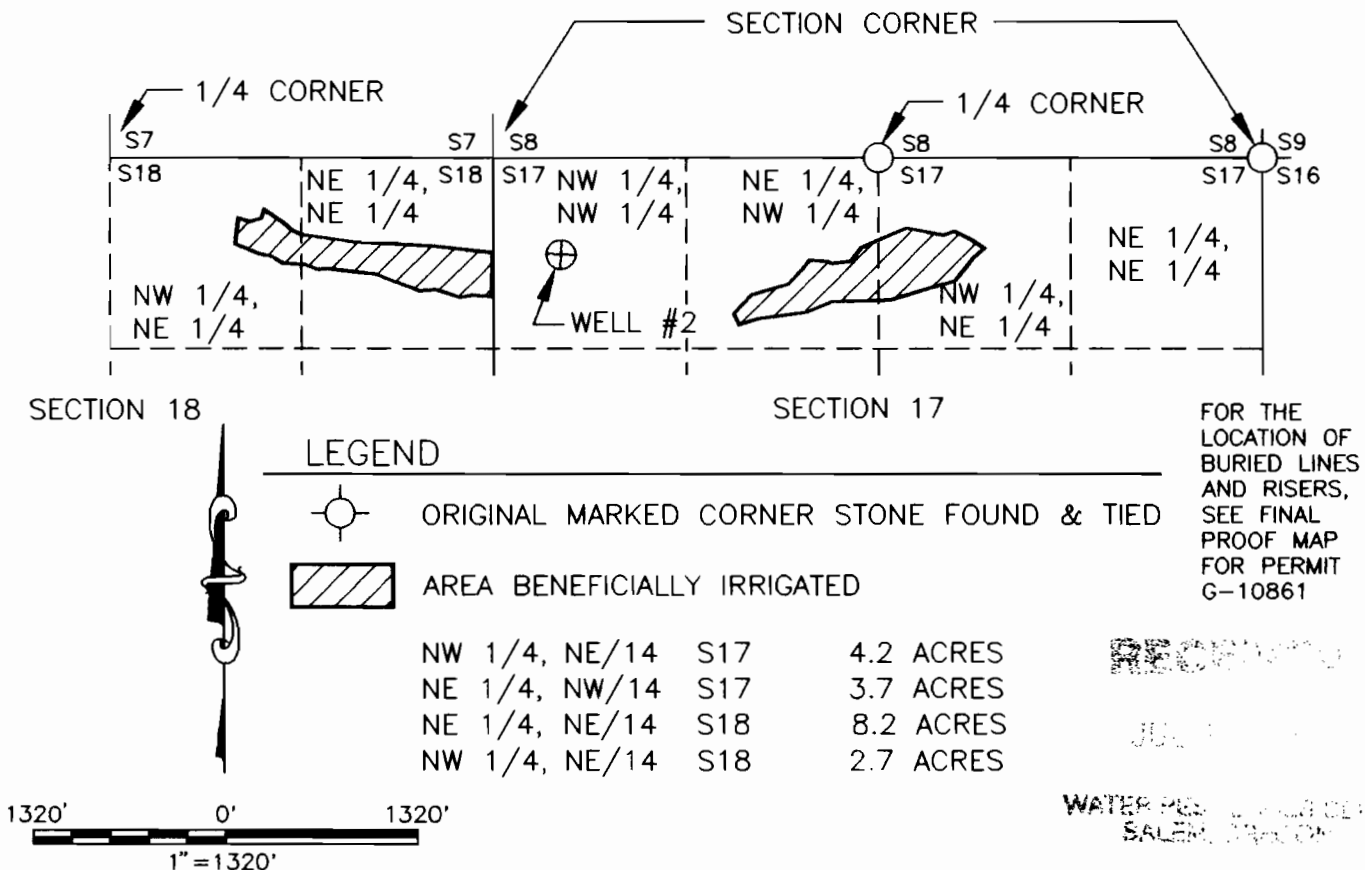 SECTION CORNER
1/4 CORNER
1/4 CORNER
S7
S7
S8
S8
S8
S9
S18
S18
S17
S17
S17
S16
NE 1/4,
NE 1/4
NW 1/4,
NW 1/4
NE 1/4,
NW 1/4
NE 1/4,
NE 1/4
NW 1/4,
NE 1/4
WELL #2
NW 1/4,
NE 1/4
SECTION 18
SECTION 17
FOR THE
LOCATION OF
BURIED LINES
AND RISERS,
SEE FINAL
PROOF MAP
FOR PERMIT
G-10861
LEGEND
ORIGINAL MARKED CORNER STONE FOUND & TIED
AREA BENEFICIALLY IRRIGATED
NW 1/4, NE/14 S17 4.2 ACRES
NE 1/4, NW/14 S17 3.7 ACRES
NE 1/4, NE/14 S18 8.2 ACRES
NW 1/4, NE/14 S18 2.7 ACRES
RECEIVED
WATER
SALEM, OREGON
1320' 0' 1320'
1"=1320'